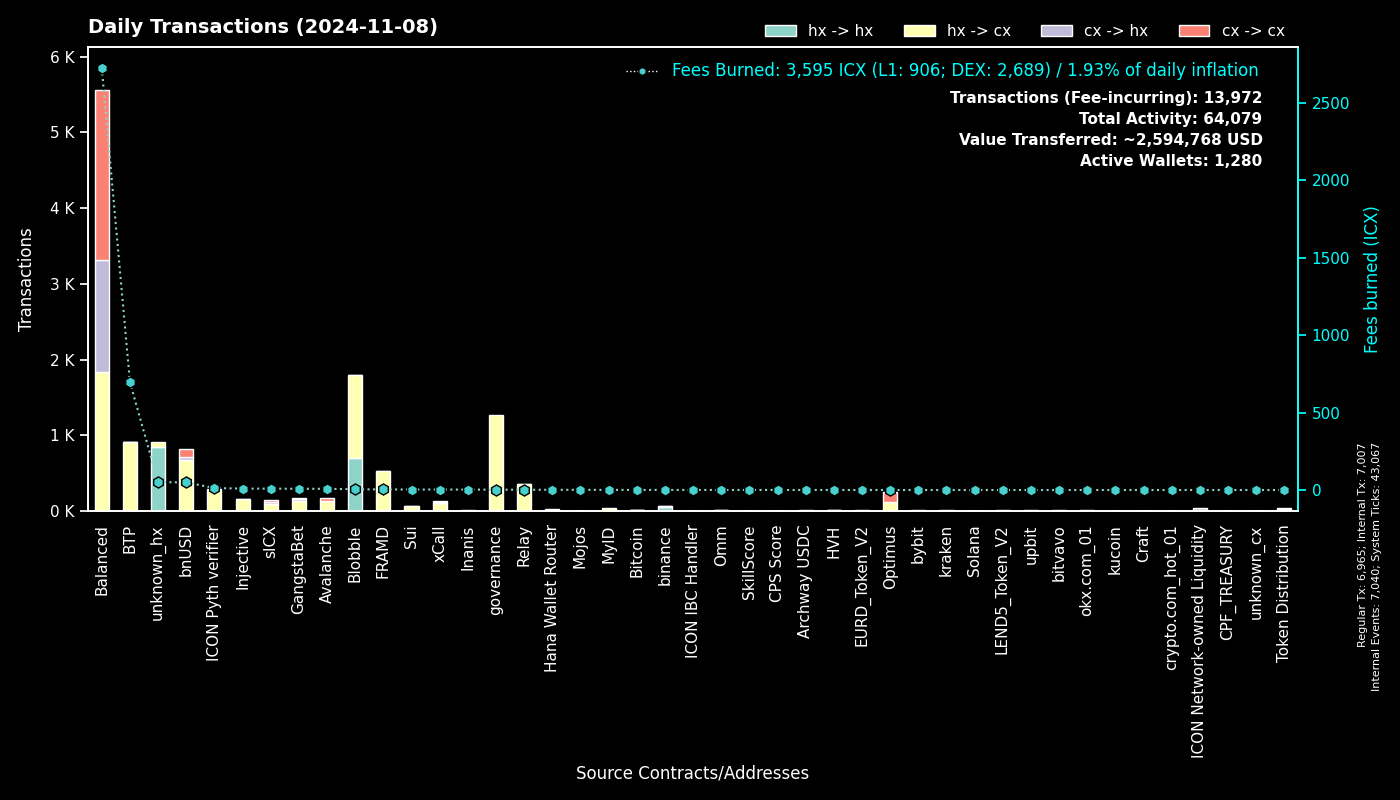 Daily Transactions (2024-11-08)
hx -> hx
hx -> cx
cx -> hx
cx -> cx
Fees Burned: 3,595 ICX (L1: 906; DEX: 2,689) / 1.93% of daily inflation
Transactions (Fee-incurring): 13,972
Total Activity: 64,079
Value Transferred: ~2,594,768 USD
Active Wallets: 1,280
Transactions
6 K
5 K
4 K
3 K
2 K
1 K
0 K
2500
2000
1500
1000
500
0
Fees burned (ICX)
Regular Tx: 6,965; Internal Tx: 7,007
Internal Events: 7,040; System Ticks: 43,067
Balanced
BTP
unknown_hx
bnUSD
ICON Pyth verifier
Injective
sICX
GangstaBet
Avalanche
Blobble
FRAMD
Sui
xCall
Inanis
governance
Relay
Hana Wallet Router
Mojos
MyID
Bitcoin
binance
ICON IBC Handler
Omm
SkillScore
CPS Score
Archway USDC
HVH
EURD_Token_V2
Optimus
bybit
kraken
Solana
LEND5_Token_V2
upbit
bitvavo
okx.com_01
kucoin
Craft
crypto.com_hot_01
ICON Network-owned Liquidity
CPF_TREASURY
unknown_cx
Token Distribution
Source Contracts/Addresses